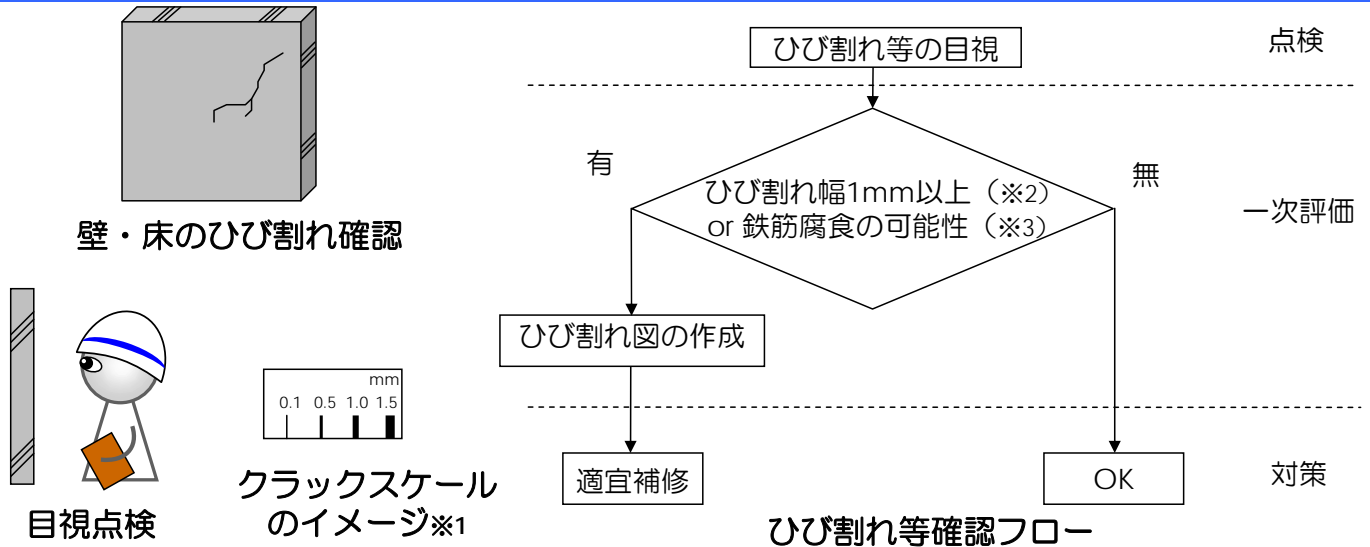 壁・床のひび割れ確認
目視点検
mm
0.1 0.5 1.0 1.5
クラックスケール
のイメージ※1
ひび割れ等の目視
点検
有
無
ひび割れ幅1mm以上（※2）
or 鉄筋腐食の可能性（※3）
一次評価
ひび割れ図の作成
適宜補修
OK
対策
ひび割れ等確認フロー